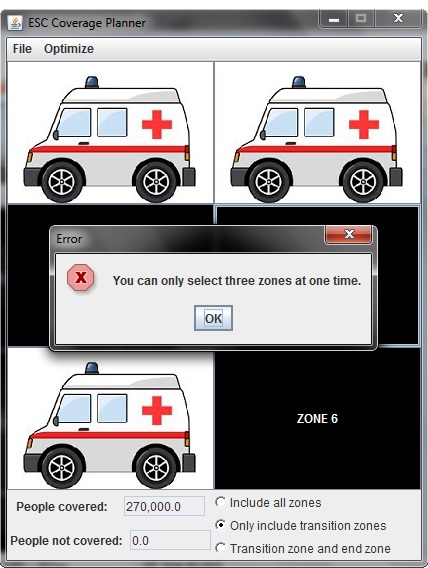 ESC Coverage Planner
File Optimize
Error
You can only select three zones at one time.
OK
ZONE 6
People covered: 270,000.0
People not covered: 0.0
Include all zones
Only include transition zones
Transition zone and end zone